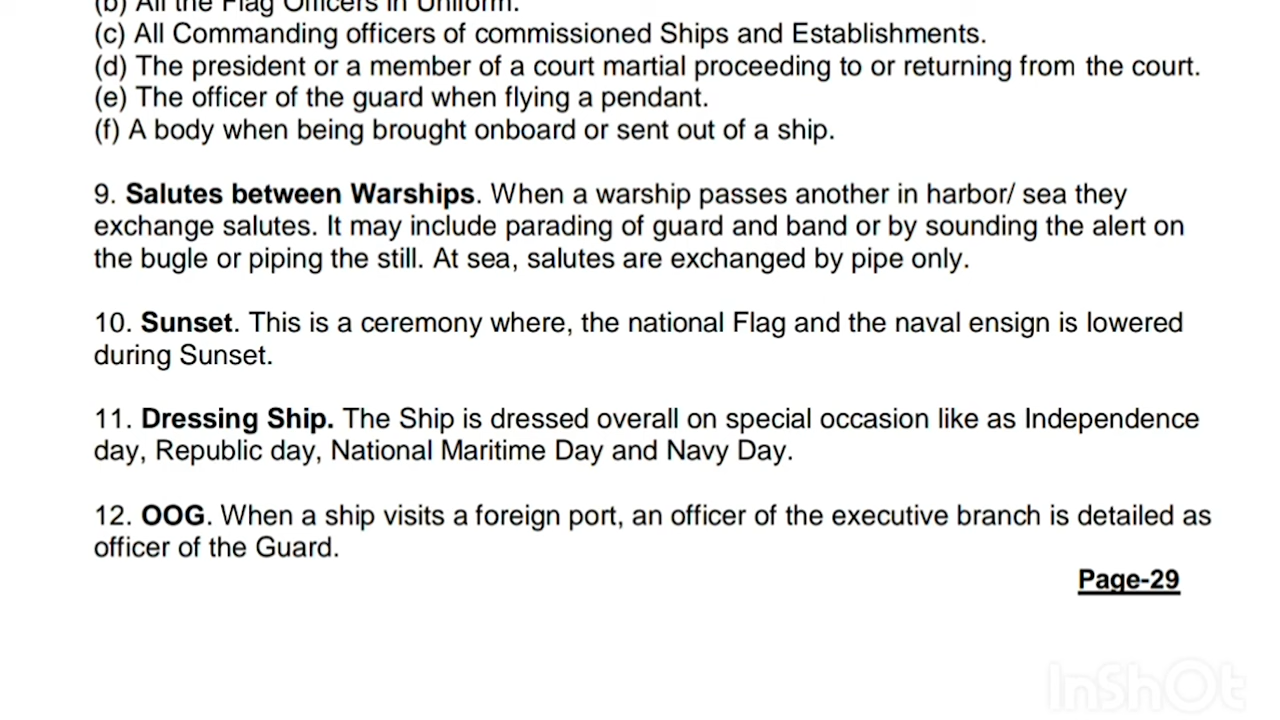 (b) All the Flag Officers in Uniform.
(c) All Commanding officers of commissioned Ships and Establishments.
(d) The president or a member of a court martial proceeding to or returning from the court.
(e) The officer of the guard when flying a pendant.
(f) A body when being brought onboard or sent out of a ship.
9. Salutes between Warships. When a warship passes another in harbor/ sea they
exchange salutes. It may include parading of guard and band or by sounding the alert on
the bugle or piping the still. At sea, salutes are exchanged by pipe only.
10. Sunset. This is a ceremony where, the national Flag and the naval ensign is lowered
during Sunset.
11. Dressing Ship. The Ship is dressed overall on special occasion like as Independence
day, Republic day, National Maritime Day and Navy Day.
12. OOG. When a ship visits a foreign port, an officer of the executive branch is detailed as
officer of the Guard.
Page-29
InShOt